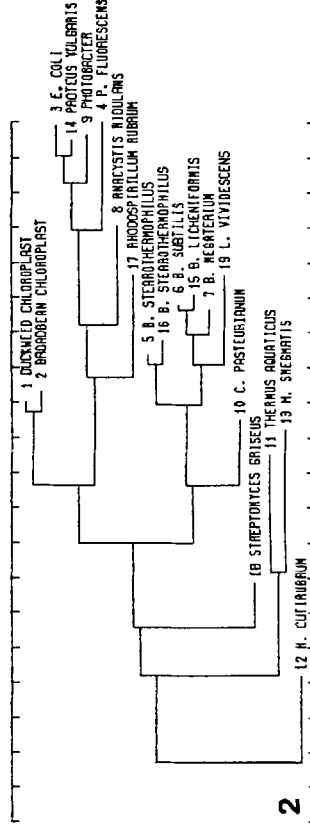 1 DUCKWEED CHLOROPLAST
2 BROADBEAN CHLOROPLAST
3 E. COLI
14 PROTEUS VULGARIS
9 PHOTOBACTER
4 P. FLUORESCENS
8 ANACYSTIS NIDULANS
17 RHODOSPIRILLUM RUBRUM
5 B. STEAROTHERMOPHILUS
16 B. STEAROTHERMOPHILUS
6 B. SUBTILIS
15 B. LICHENIFORMIS
7 B. MEGATERIUM
19 L. VIVIDESCENS
10 C. PASTEURIANUM
18 STREPTOMYCES GRISEUS
11 THERMUS AQUATICUS
13 M. SMEGMATIS
12 H. CUTIRUBRUM
2